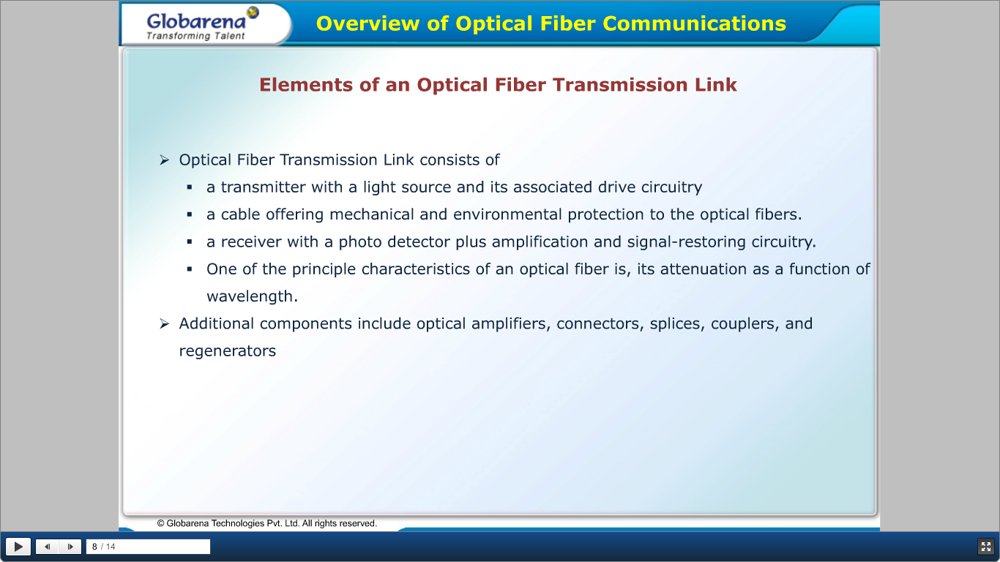 Globarena
Transforming Talent
Overview of Optical Fiber Communications
Elements of an Optical Fiber Transmission Link
➢ Optical Fiber Transmission Link consists of
▪ a transmitter with a light source and its associated drive circuitry
▪ a cable offering mechanical and environmental protection to the optical fibers.
▪ a receiver with a photo detector plus amplification and signal-restoring circuitry.
▪ One of the principle characteristics of an optical fiber is, its attenuation as a function of
wavelength.
➢ Additional components include optical amplifiers, connectors, splices, couplers, and
regenerators
© Globarena Technologies Pvt. Ltd. All rights reserved.
8 / 14